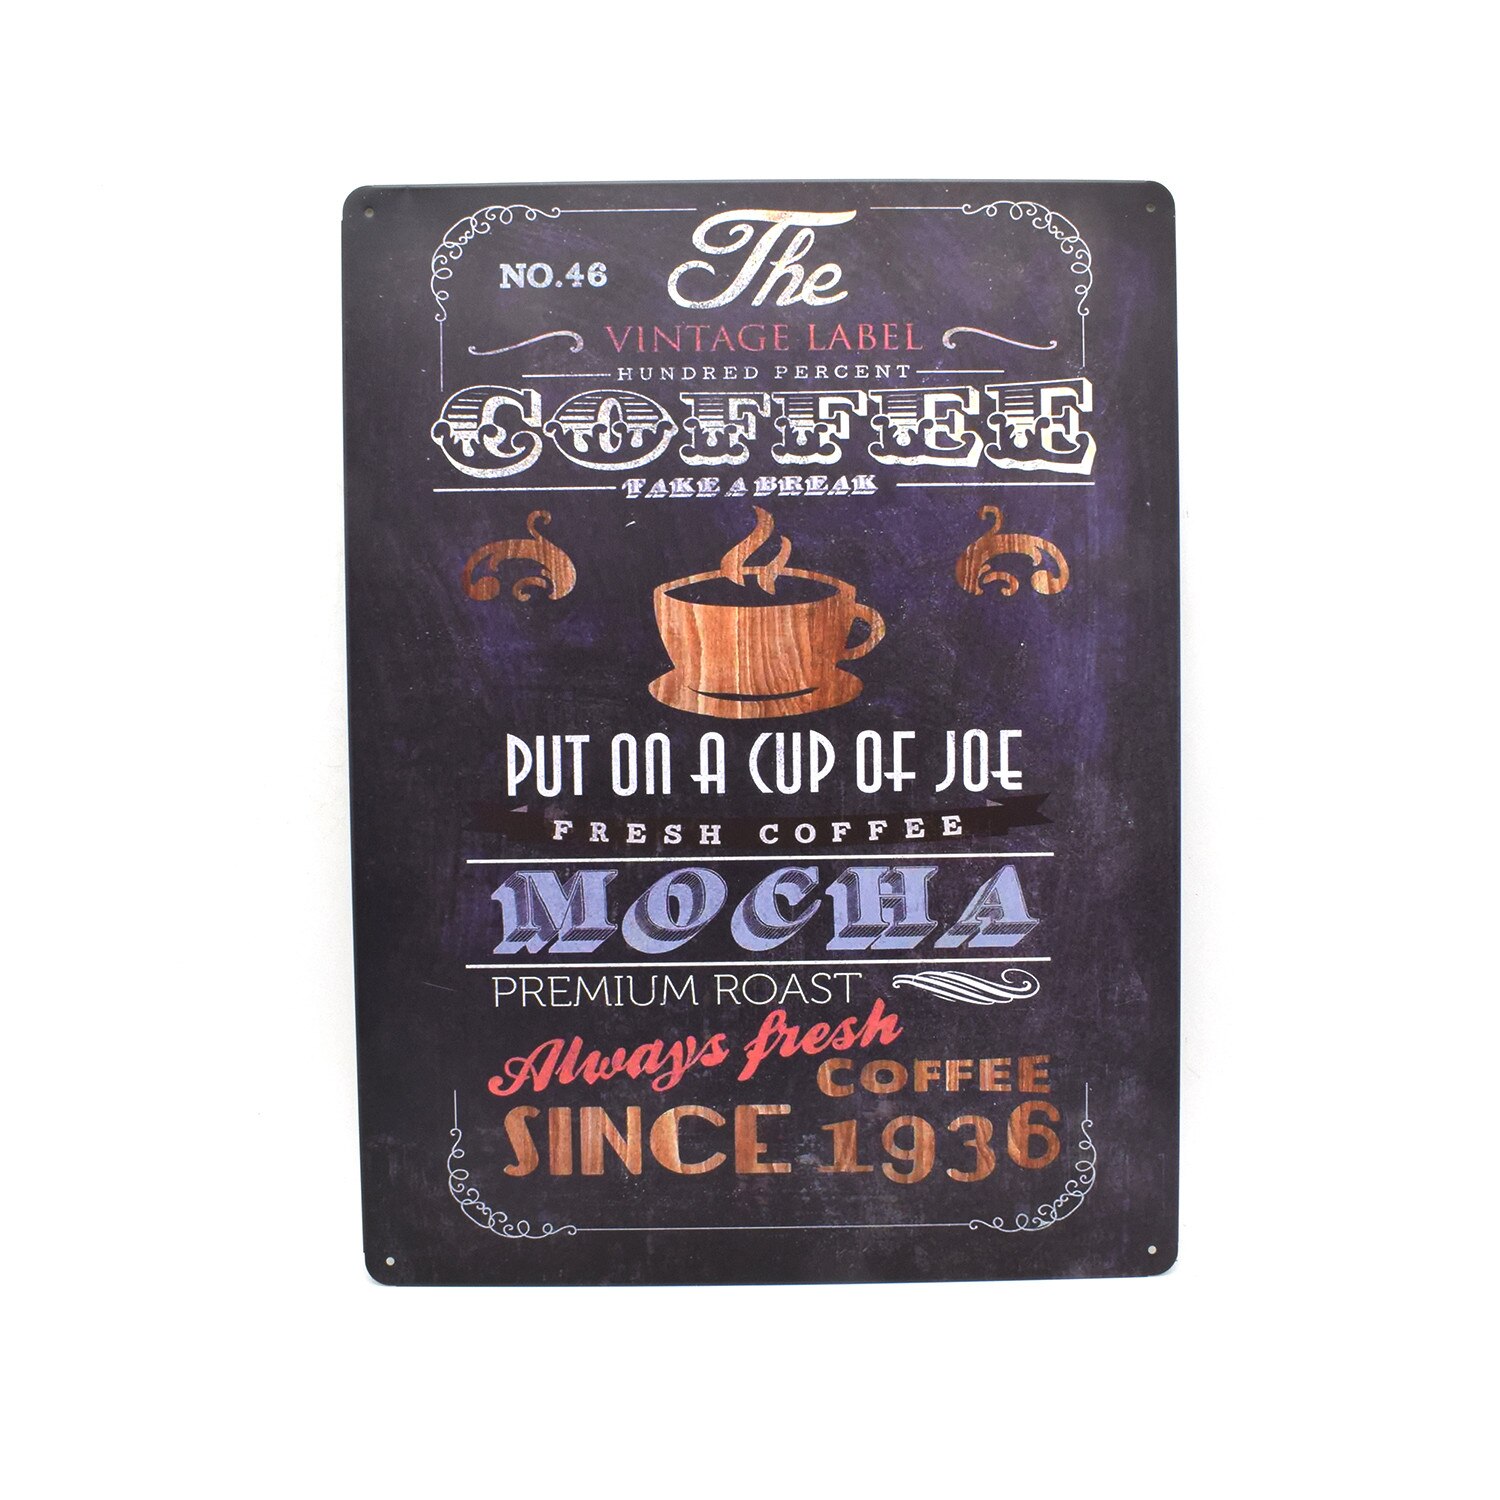 The
NO.46
VINTAGE LABEL
HUNDRED PERCENT
COFFEE
TAKE A BREAK
PUT ON A CUP OF JOE
FRESH COFFEE
MOCHA
PREMIUM ROAST
Always fresh
COFFEE
SINCE 1936